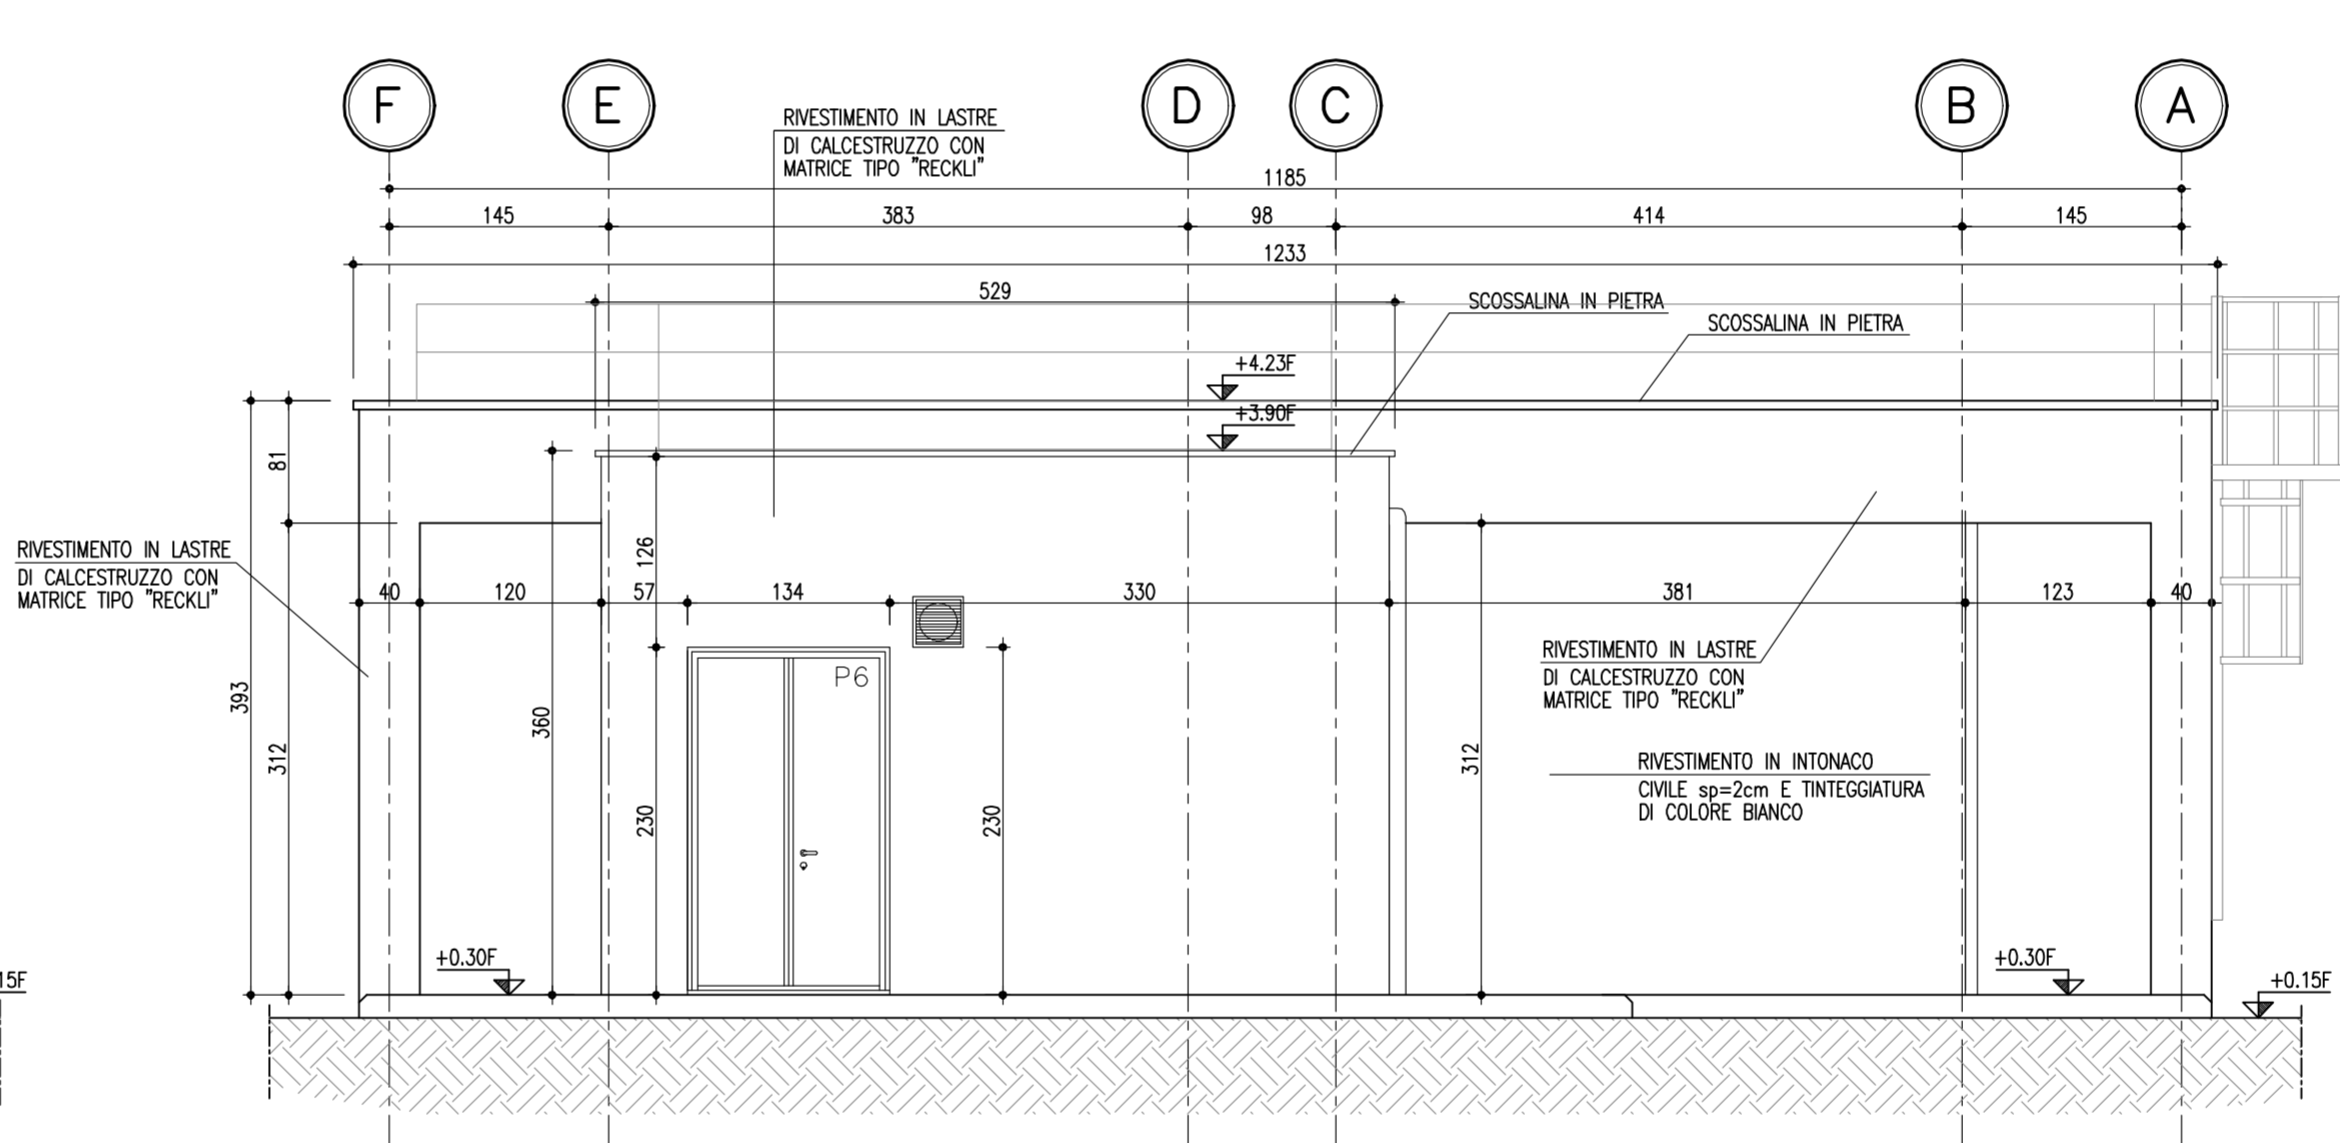 F
E
D
C
B
A
RIVESTIMENTO IN LASTRE
DI CALCESTRUZZO CON
MATRICE TIPO "RECKLI"
1185
145
383
98
414
145
1233
529
SCOSSALINA IN PIETRA
SCOSSALINA IN PIETRA
+4.23F
+3.90F
81
126
RIVESTIMENTO IN LASTRE
DI CALCESTRUZZO CON
MATRICE TIPO "RECKLI"
40
120
57
134
330
381
123
40
RIVESTIMENTO IN LASTRE
DI CALCESTRUZZO CON
MATRICE TIPO "RECKLI"
P6
393
360
312
312
230
230
RIVESTIMENTO IN INTONACO
CIVILE sp=2cm E TINTEGGIATURA
DI COLORE BIANCO
+0.30F
+0.30F
15F
+0.15F